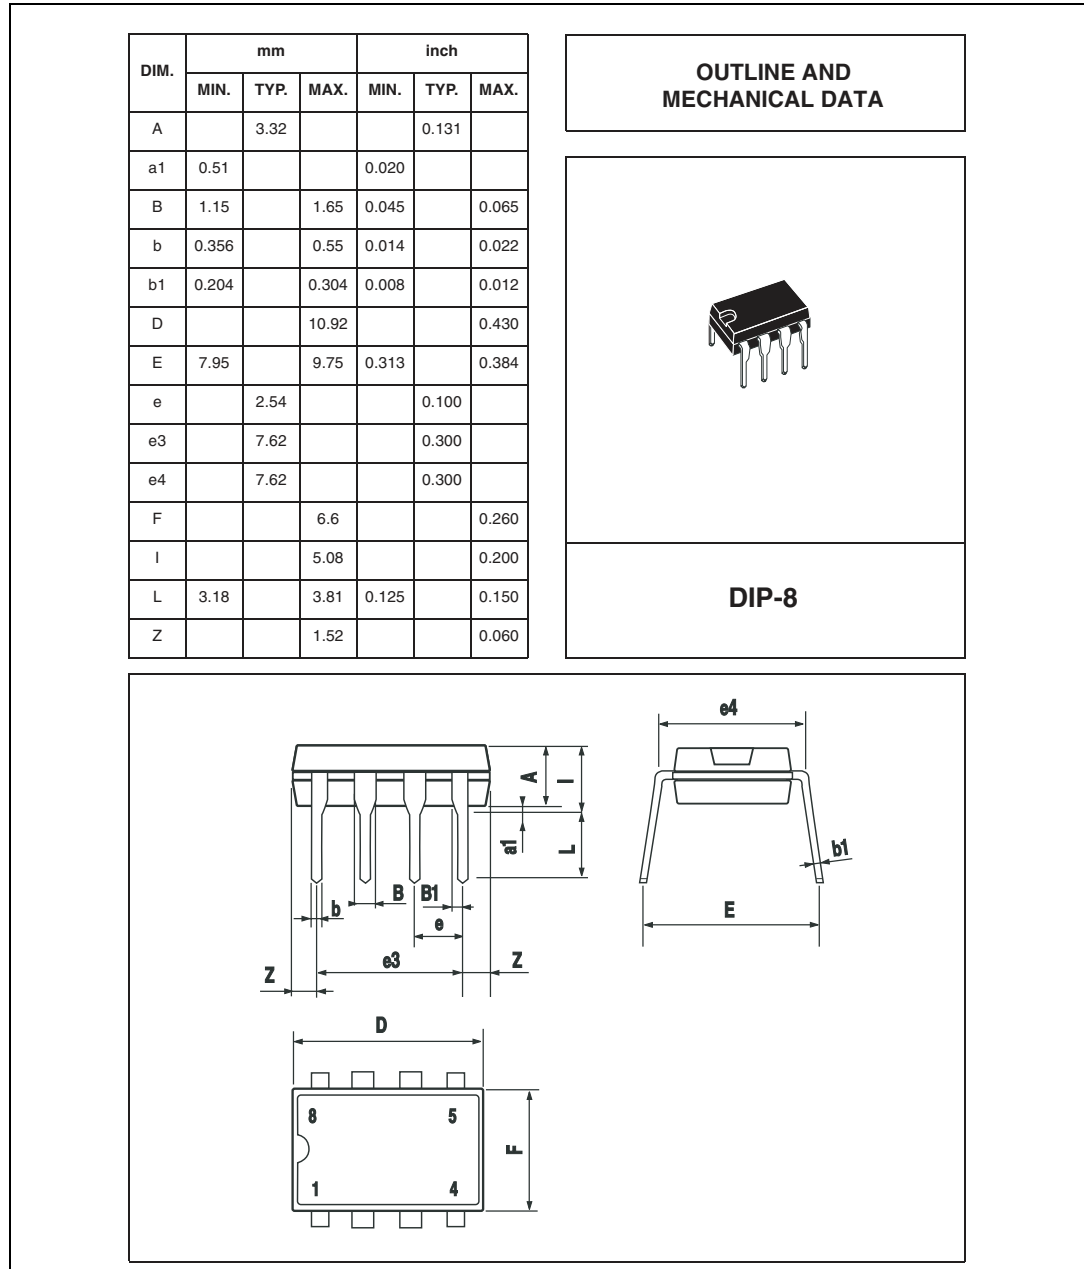 DIM. mm inch
MIN. TYP. MAX. MIN. TYP. MAX.
A 3.32 0.131
a1 0.51 0.020
B 1.15 1.65 0.045 0.065
b 0.356 0.55 0.014 0.022
b1 0.204 0.304 0.008 0.012
D 10.92 0.430
E 7.95 9.75 0.313 0.384
e 2.54 0.100
e3 7.62 0.300
e4 7.62 0.300
F 6.6 0.260
I 5.08 0.200
L 3.18 3.81 0.125 0.150
Z 1.52 0.060
OUTLINE AND
MECHANICAL DATA
DIP-8
e4
A I
a1 L
b1
b B B1
E
e
Z e3 Z
D
8 5
F
1 4